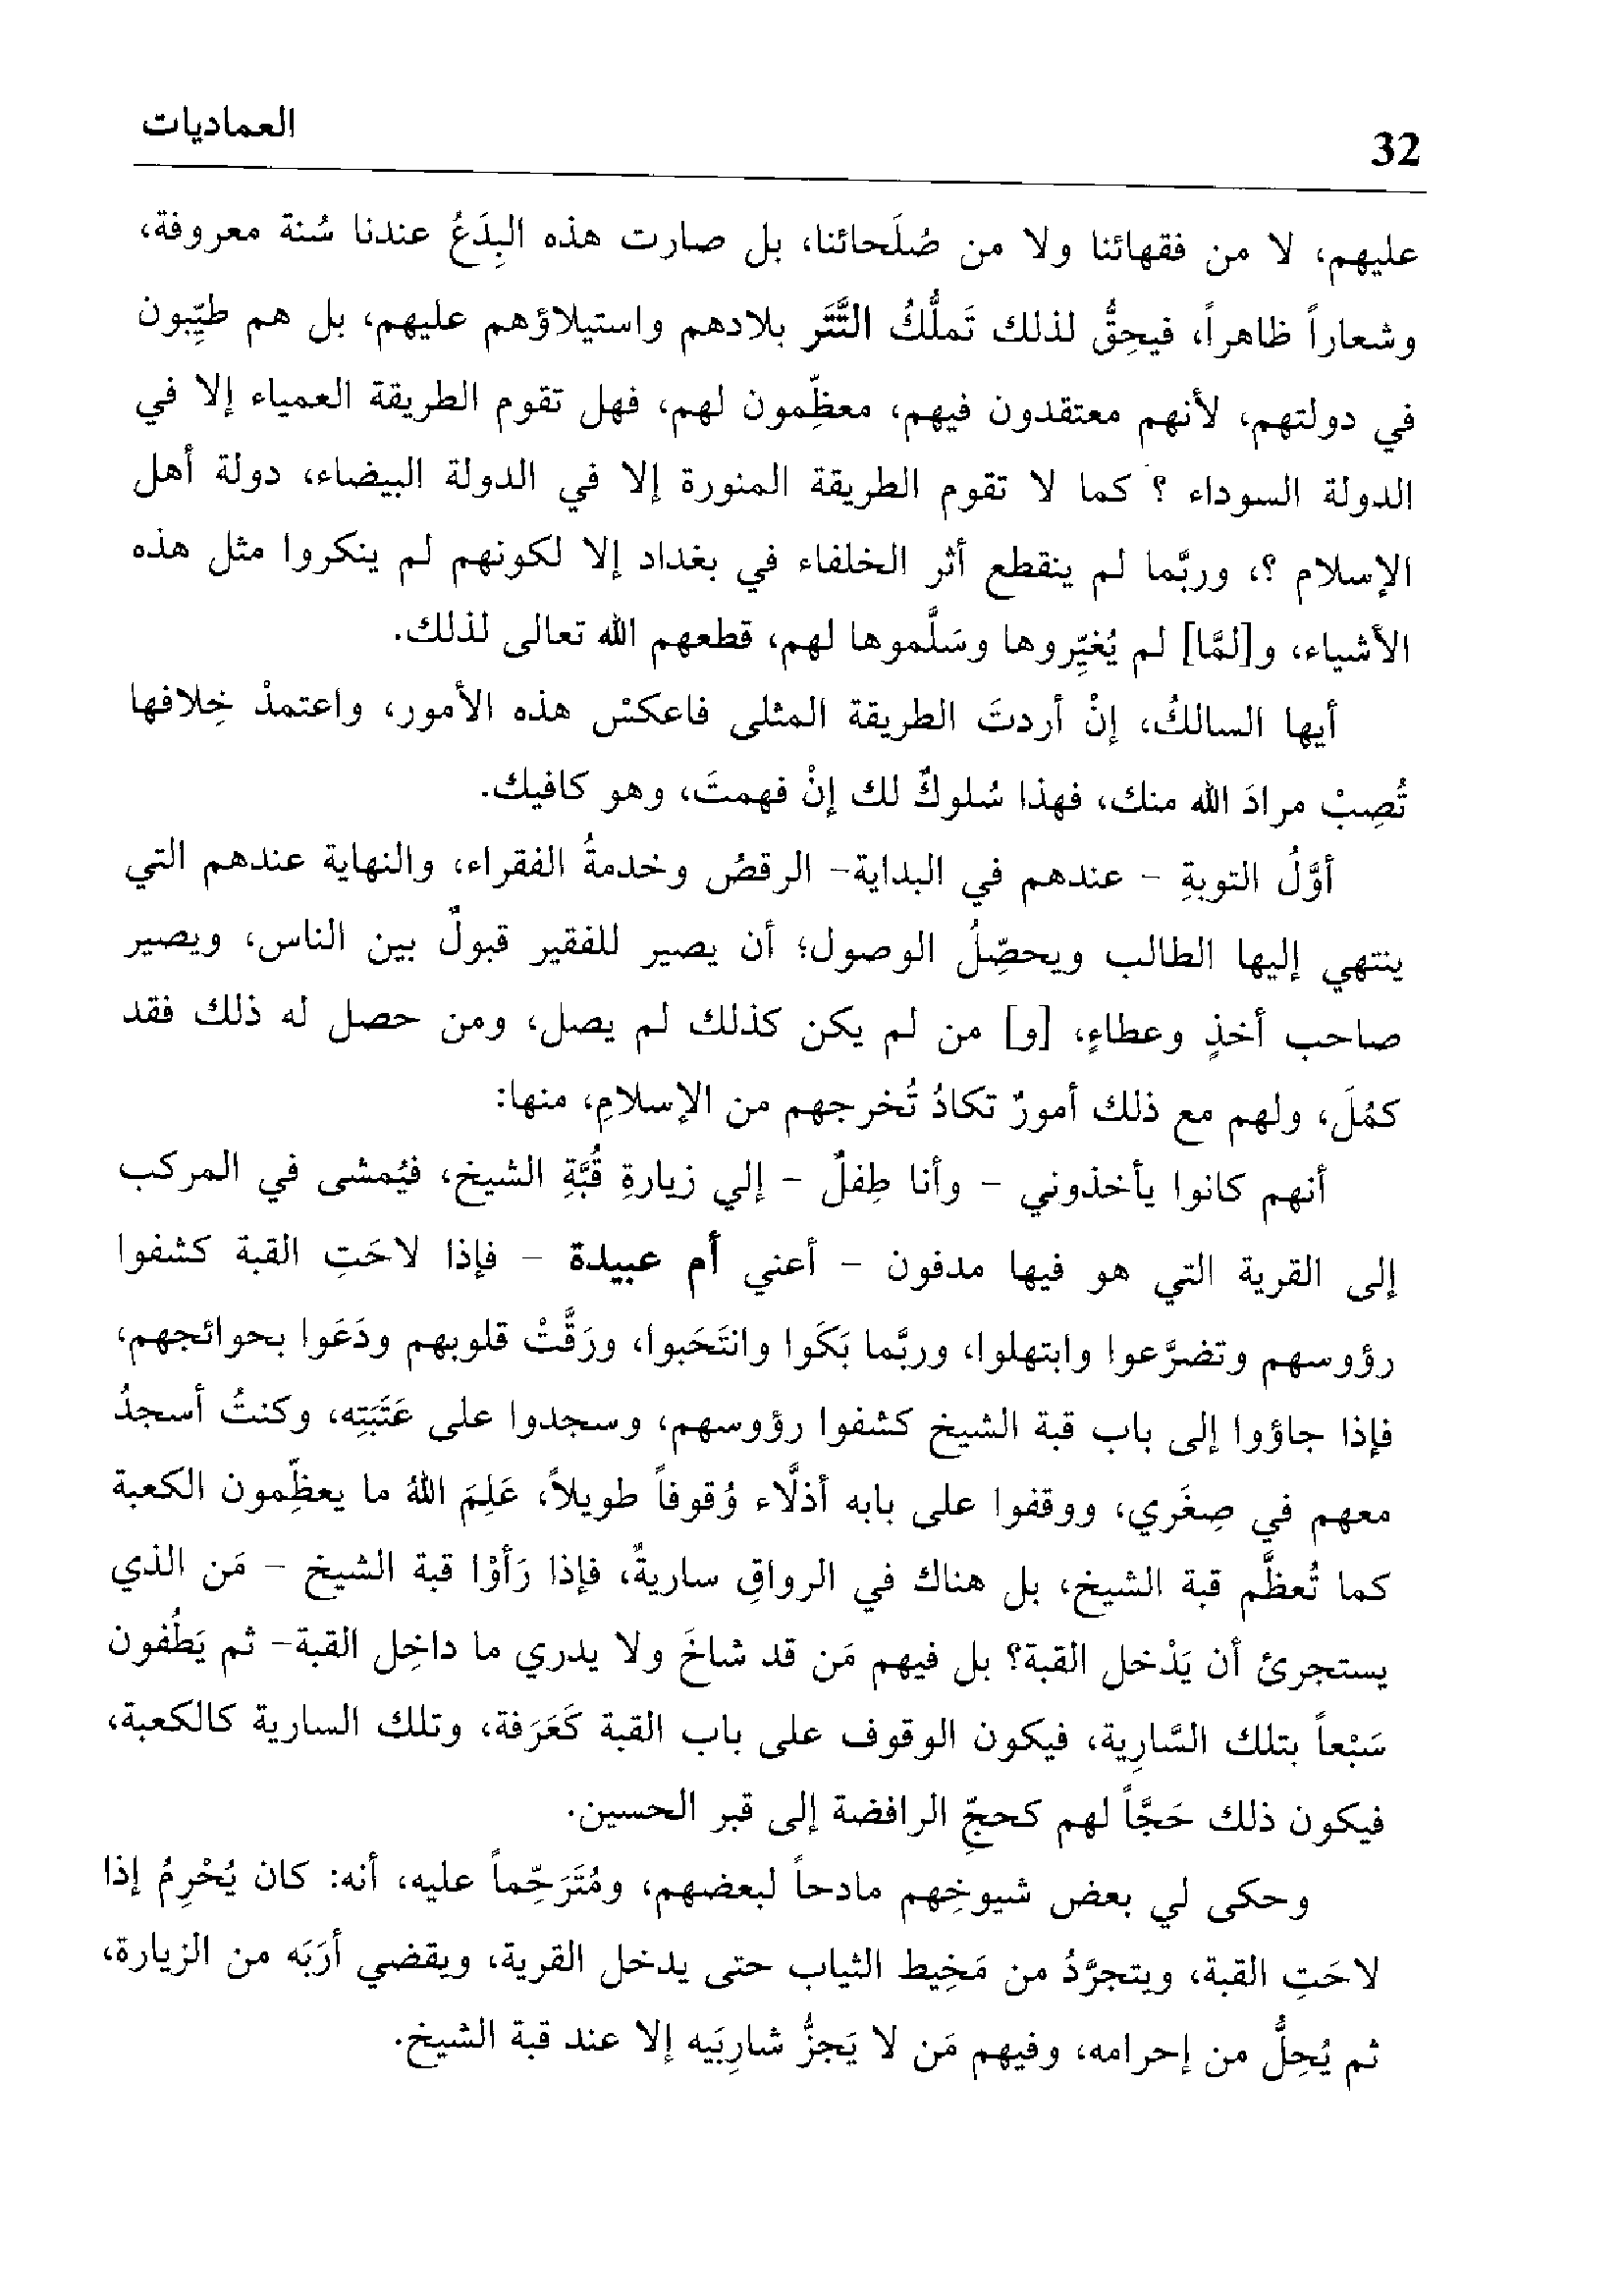 العماديات
32
عليهم، لا من فقهائنا ولا من صُلَحائنا، بل صارت هذه البِدَعُ عندنا سُنة معروفة،
وشعاراً ظاهراً، فيحِقُّ لذلك تَملُّكُ التَّتَر بلادهم واستيلاؤهم عليهم، بل هم طيِّبون
في دولتهم، لأنهم معتقدون فيهم، معظِّمون لهم، فهل تقوم الطريقة العمياء إلا في
الدولة السوداء ؟ كما لا تقوم الطريقة المنورة إلا في الدولة البيضاء، دولة أهل
الإسلام ؟، وربَّما لم ينقطع أثر الخلفاء في بغداد إلا لكونهم لم ينكروا مثل هذه
الأشياء، و[لمَّا] لم يُغيِّروها وسَلَّموها لهم، قطعهم الله تعالى لذلك.
أيها السالكُ، إنْ أردتَ الطريقة المثلى فاعكسْ هذه الأمور، واعتمدْ خِلافها
تُصِبْ مرادَ الله منك، فهذا سُلوكٌ لك إنْ فهمتَ، وهو كافيك.
أوَّلُ التوبةِ - عندهم في البداية- الرقصُ وخدمةُ الفقراء، والنهاية عندهم التي
ينتهي إليها الطالب ويحصِّلُ الوصول؛ أن يصير للفقير قبولٌ بين الناس، ويصير
صاحب أخذٍ وعطاءٍ، [و] من لم يكن كذلك لم يصل، ومن حصل له ذلك فقد
كمُلَ، ولهم مع ذلك أمورٌ تكادُ تُخرجهم من الإسلامِ، منها:
أنهم كانوا يأخذوني - وأنا طِفلٌ - إلي زيارةِ قُبَّةِ الشيخ، فيُمشى في المركب
إلى القرية التي هو فيها مدفون - أعني أم عبيدة - فإذا لاحَتِ القبة كشفوا
رؤوسهم وتضرَّعوا وابتهلوا، وربَّما بَكَوا وانتَحَبوا، ورَقَّتْ قلوبهم ودَعَوا بحوائجهم،
فإذا جاؤوا إلى باب قبة الشيخ كشفوا رؤوسهم، وسجدوا على عَتَبَتِه، وكنتُ أسجدُ
معهم في صِغَري، ووقفوا على بابه أذلَّاء وُقوفاً طويلاً، عَلِمَ اللهُ ما يعظِّمون الكعبة
كما تُعظَّم قبة الشيخ، بل هناك في الرواقِ ساريةٌ، فإذا رَأَوْا قبة الشيخ - مَن الذي
يستجرئ أن يَدْخل القبة؟ بل فيهم مَن قد شاخَ ولا يدري ما داخِل القبة- ثم يَطُفون
سَبْعاً بتلك السَّارِية، فيكون الوقوف على باب القبة كَعَرَفة، وتلك السارية كالكعبة،
فيكون ذلك حَجَّاً لهم كحجِّ الرافضة إلى قبر الحسين.
وحكى لي بعض شيوخِهم مادحاً لبعضهم، ومُتَرَحِّماً عليه، أنه: كان يُحْرِمُ إذا
لاحَتِ القبة، ويتجرَّدُ من مَخِيط الثياب حتى يدخل القرية، ويقضي أرَبَه من الزيارة،
ثم يُحِلُّ من إحرامه، وفيهم مَن لا يَجزُّ شارِبَيه إلا عند قبة الشيخ.